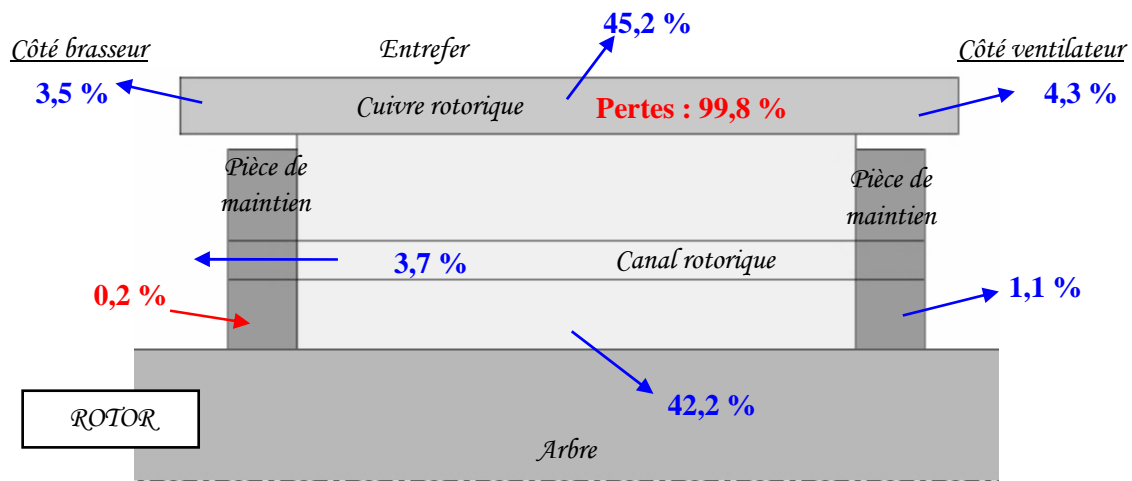 45,2 %
Côté brasseur
Entrefer
Côté ventilateur
3,5 %
4,3 %
Cuivre rotorique
Pertes : 99,8 %
Pièce de
maintien
Pièce de
maintien
3,7 %
Canal rotorique
0,2 %
1,1 %
42,2 %
ROTOR
Arbre